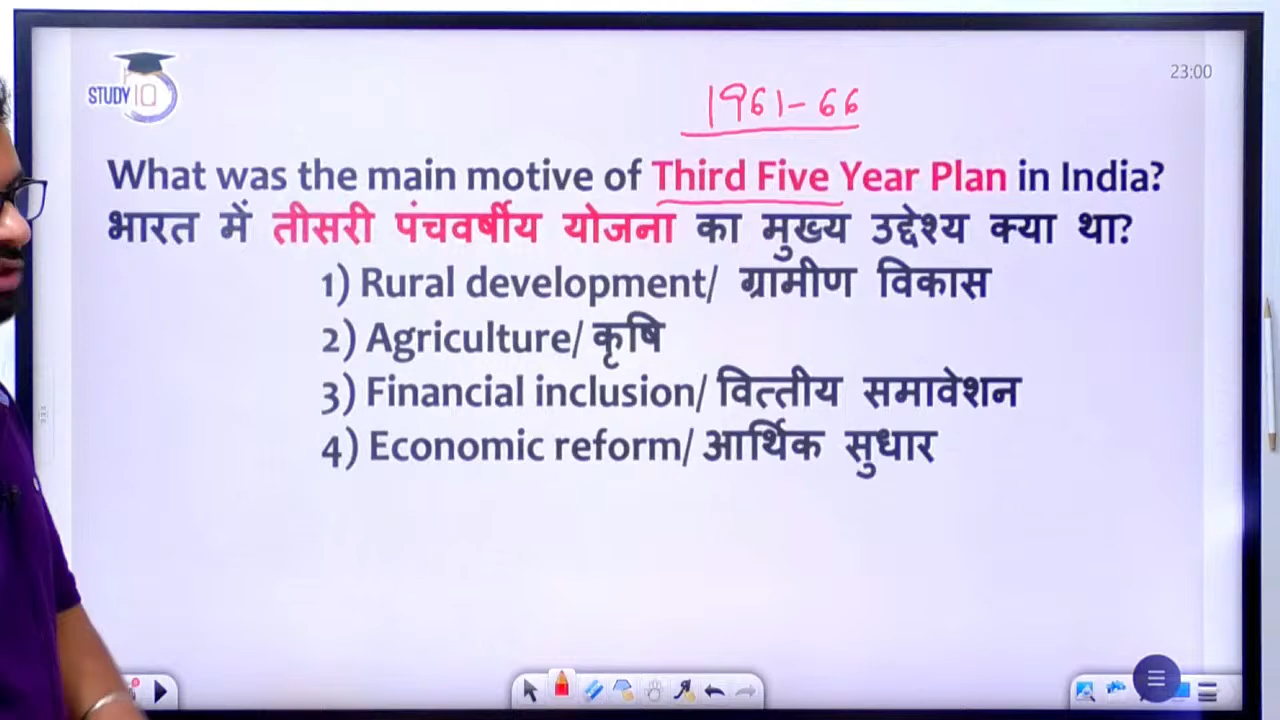 STUDY IQ
23:00
1961-66
What was the main motive of Third Five Year Plan in India?
भारत में तीसरी पंचवर्षीय योजना का मुख्य उद्देश्य क्या था?
1) Rural development/ ग्रामीण विकास
2) Agriculture/ कृषि
3) Financial inclusion/ वित्तीय समावेशन
4) Economic reform/ आर्थिक सुधार